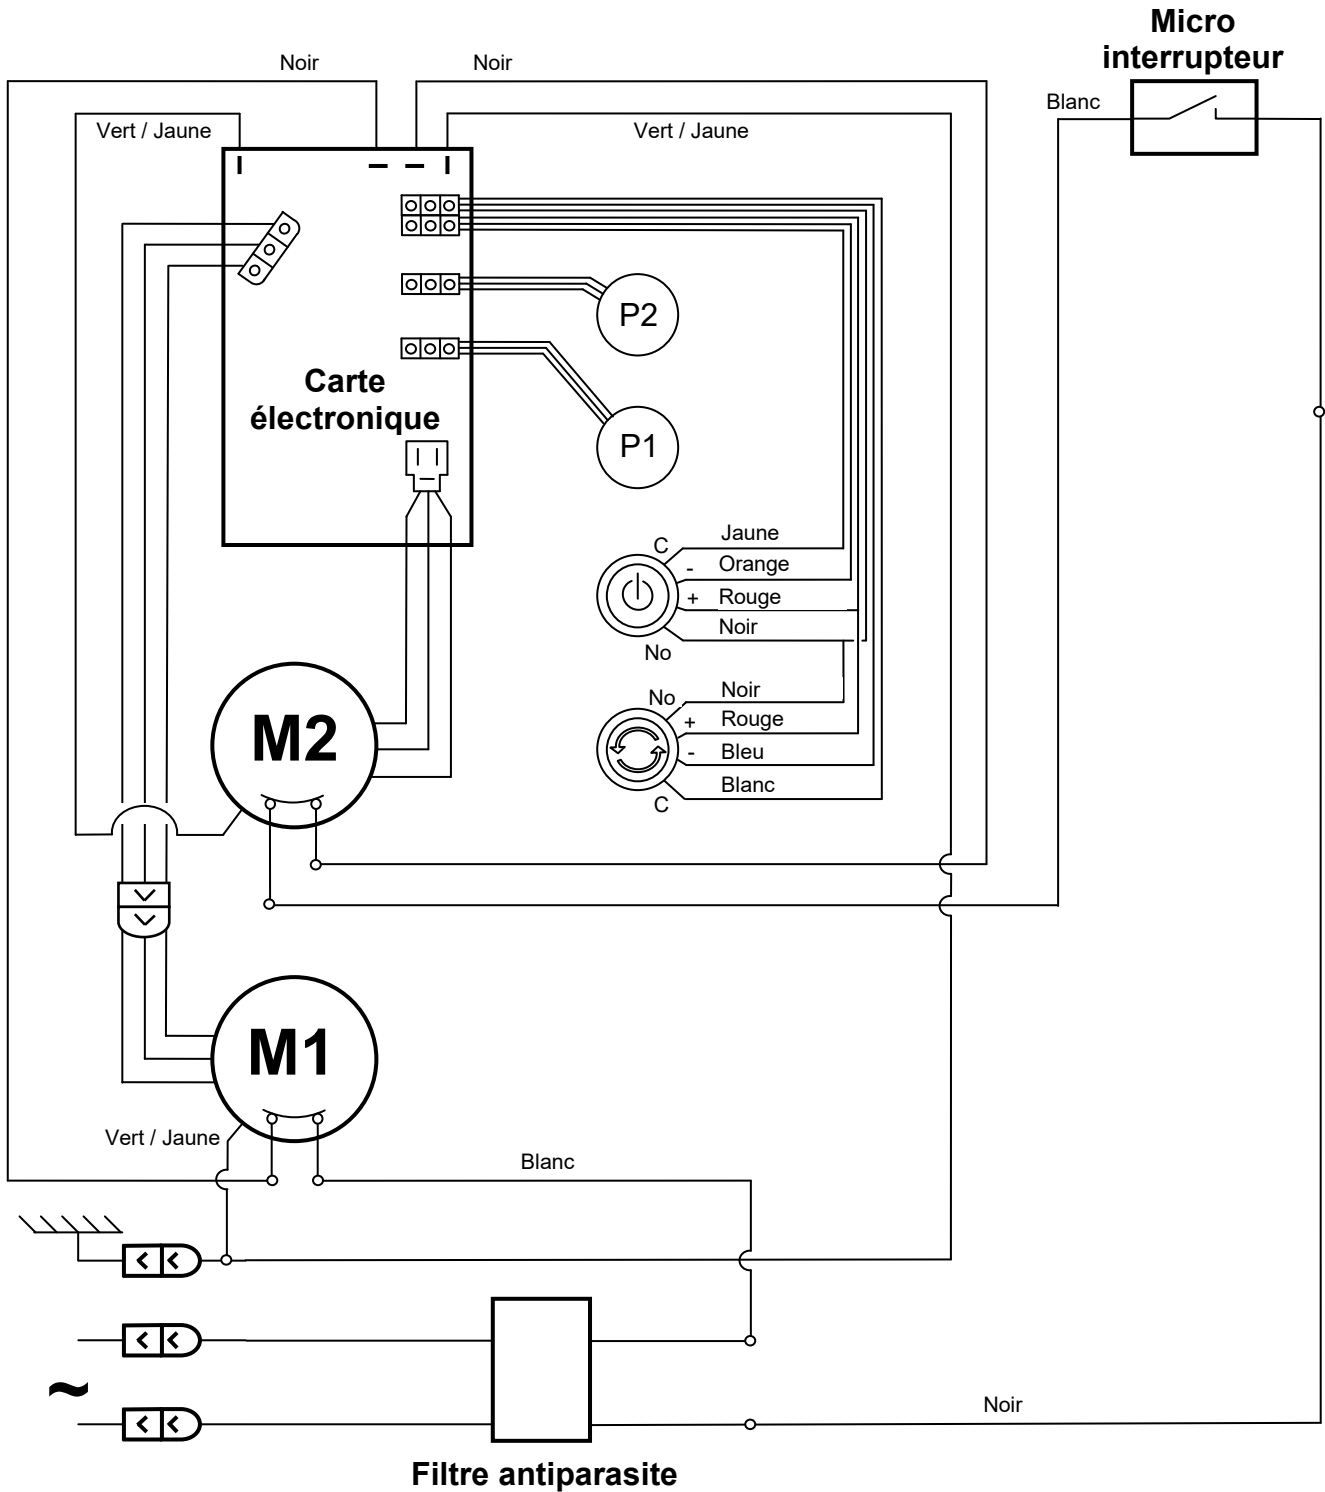 Micro
interrupteur
Noir
Noir
Blanc
Vert / Jaune
Vert / Jaune
P2
Carte
électronique
P1
C
Jaune
-
Orange
+
Rouge
Noir
No
No
Noir
+
Rouge
-
Bleu
Blanc
C
M2
M1
Vert / Jaune
Blanc
~
Noir
Filtre antiparasite